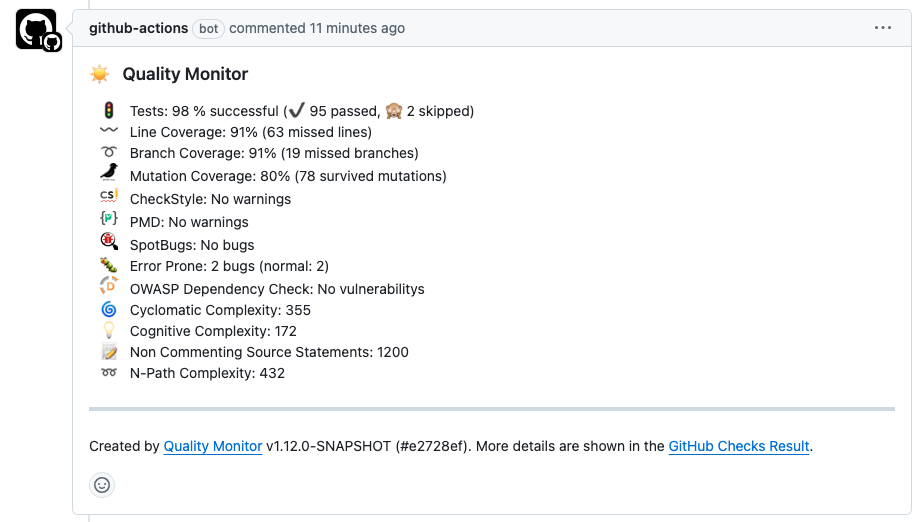 github-actions bot commented 11 minutes ago
Quality Monitor
Tests: 98 % successful (✔ 95 passed, 🙈 2 skipped)
Line Coverage: 91% (63 missed lines)
Branch Coverage: 91% (19 missed branches)
Mutation Coverage: 80% (78 survived mutations)
CheckStyle: No warnings
PMD: No warnings
SpotBugs: No bugs
Error Prone: 2 bugs (normal: 2)
OWASP Dependency Check: No vulnerabilitys
Cyclomatic Complexity: 355
Cognitive Complexity: 172
Non Commenting Source Statements: 1200
N-Path Complexity: 432
Created by Quality Monitor v1.12.0-SNAPSHOT (#e2728ef). More details are shown in the GitHub Checks Result.